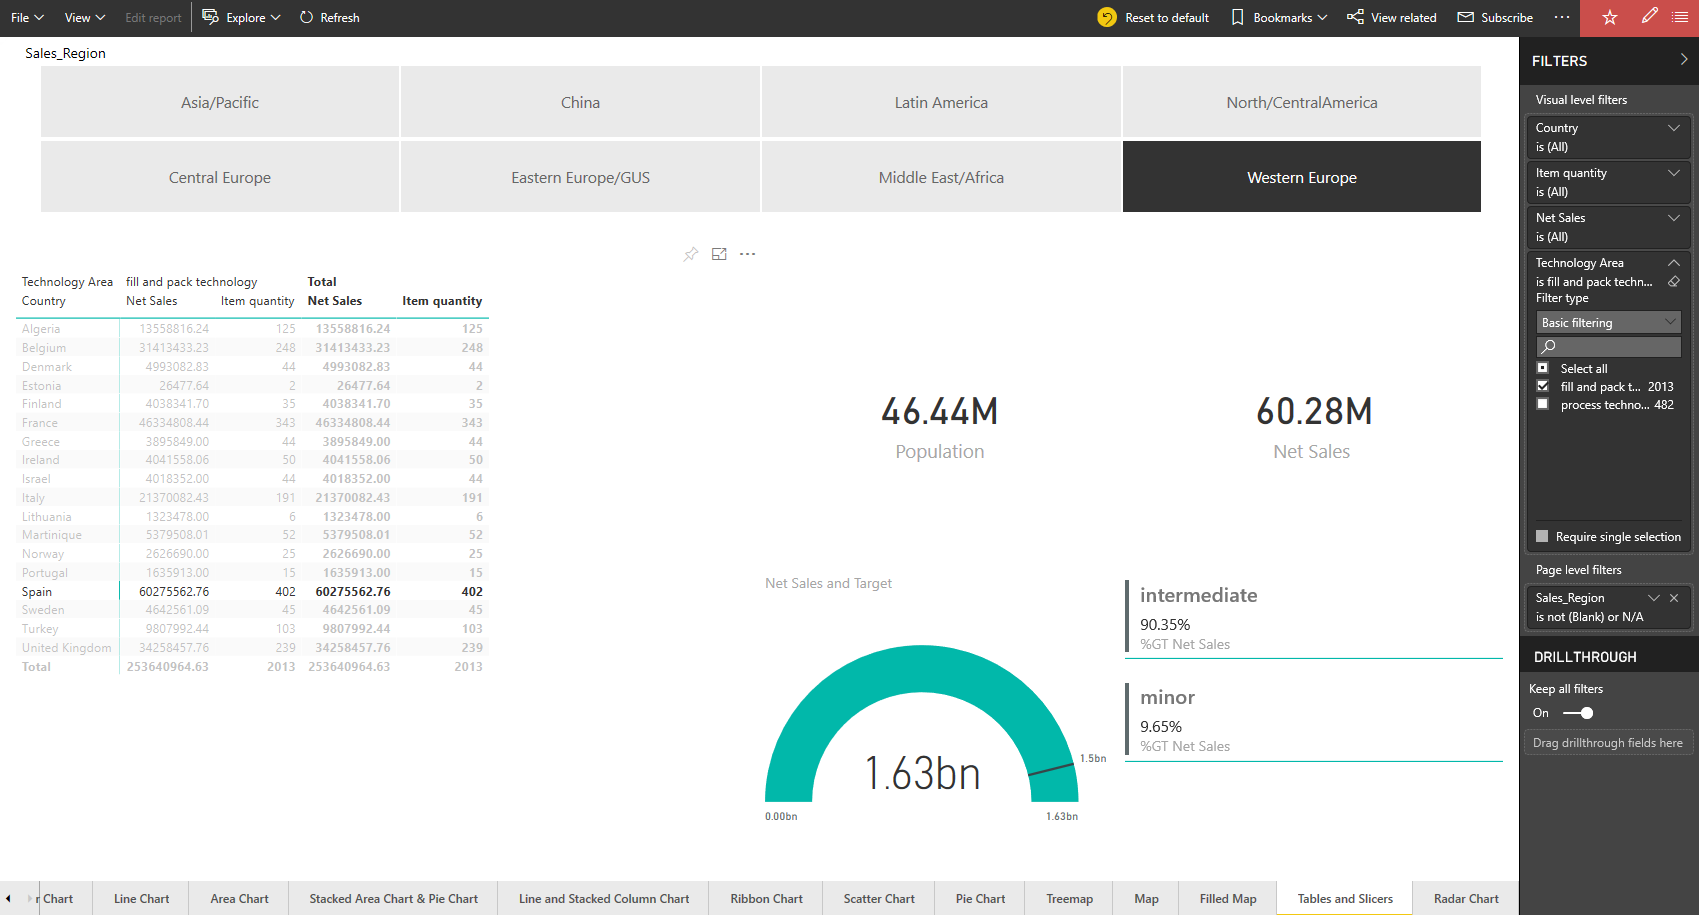 File View Edit report Explore Refresh Reset to default Bookmarks View related Subscribe ...
Sales_Region
Asia/Pacific China Latin America North/CentralAmerica
Central Europe Eastern Europe/GUS Middle East/Africa Western Europe
Technology Area fill and pack technology Total
Country Net Sales Item quantity Net Sales Item quantity
Algeria 13558816.24 125 13558816.24 125
Belgium 31413433.23 248 31413433.23 248
Denmark 4993082.83 44 4993082.83 44
Estonia 26477.64 2 26477.64 2
Finland 4038341.70 35 4038341.70 35
France 46334808.44 343 46334808.44 343
Greece 3895849.00 44 3895849.00 44
Ireland 4041558.06 50 4041558.06 50
Israel 4018352.00 44 4018352.00 44
Italy 21370082.43 191 21370082.43 191
Lithuania 1323478.00 6 1323478.00 6
Martinique 5379508.01 52 5379508.01 52
Norway 2626690.00 25 2626690.00 25
Portugal 1635913.00 15 1635913.00 15
Spain 60275562.76 402 60275562.76 402
Sweden 4642561.09 45 4642561.09 45
Turkey 9807992.44 103 9807992.44 103
United Kingdom 34258457.76 239 34258457.76 239
Total 253640964.63 2013 253640964.63 2013
46.44M
Population
60.28M
Net Sales
Net Sales and Target
1.63bn
1.5bn
0.00bn 1.63bn
intermediate
90.35%
%GT Net Sales
minor
9.65%
%GT Net Sales
FILTERS
Visual level filters
Country
is (All)
Item quantity
is (All)
Net Sales
is (All)
Technology Area
is fill and pack techn...
Filter type
Basic filtering
Select all
fill and pack t... 2013
process techno... 482
Require single selection
Page level filters
Sales_Region
is not (Blank) or N/A
DRILLTHROUGH
Keep all filters
On
Drag drillthrough fields here
r Chart Line Chart Area Chart Stacked Area Chart & Pie Chart Line and Stacked Column Chart Ribbon Chart Scatter Chart Pie Chart Treemap Map Filled Map Tables and Slicers Radar Chart